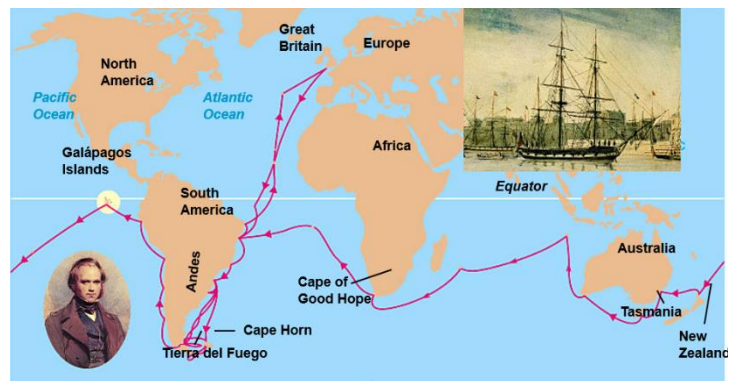 Great
Britain
Europe
North
America
Pacific
Ocean
Atlantic
Ocean
Africa
Galápagos
Islands
Equator
South
America
Andes
Australia
Cape of
Good Hope
Tasmania
Cape Horn
New
Zealand
Tierra del Fuego